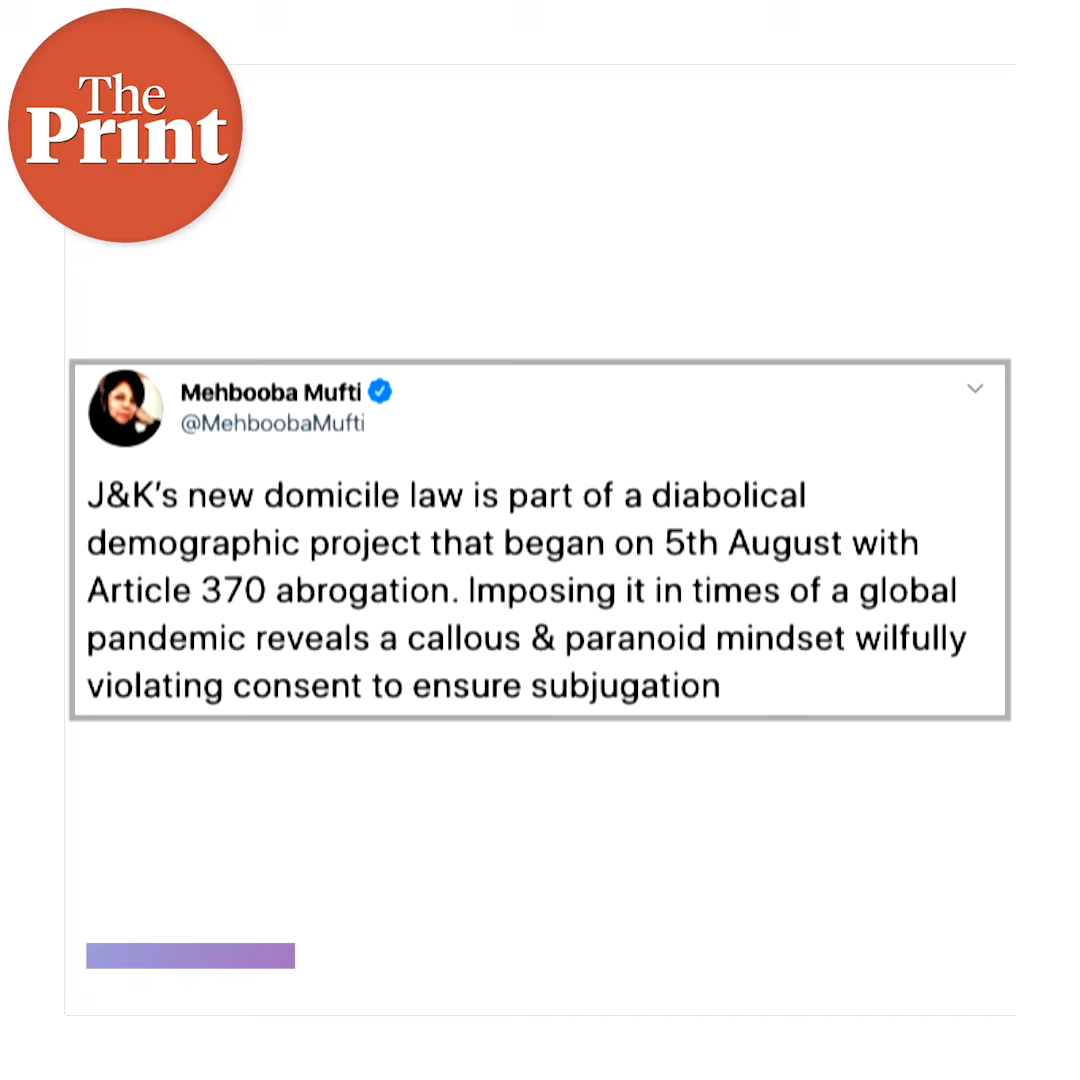 The
Print
Mehbooba Mufti
@MehboobaMufti
J&K's new domicile law is part of a diabolical
demographic project that began on 5th August with
Article 370 abrogation. Imposing it in times of a global
pandemic reveals a callous & paranoid mindset wilfully
violating consent to ensure subjugation